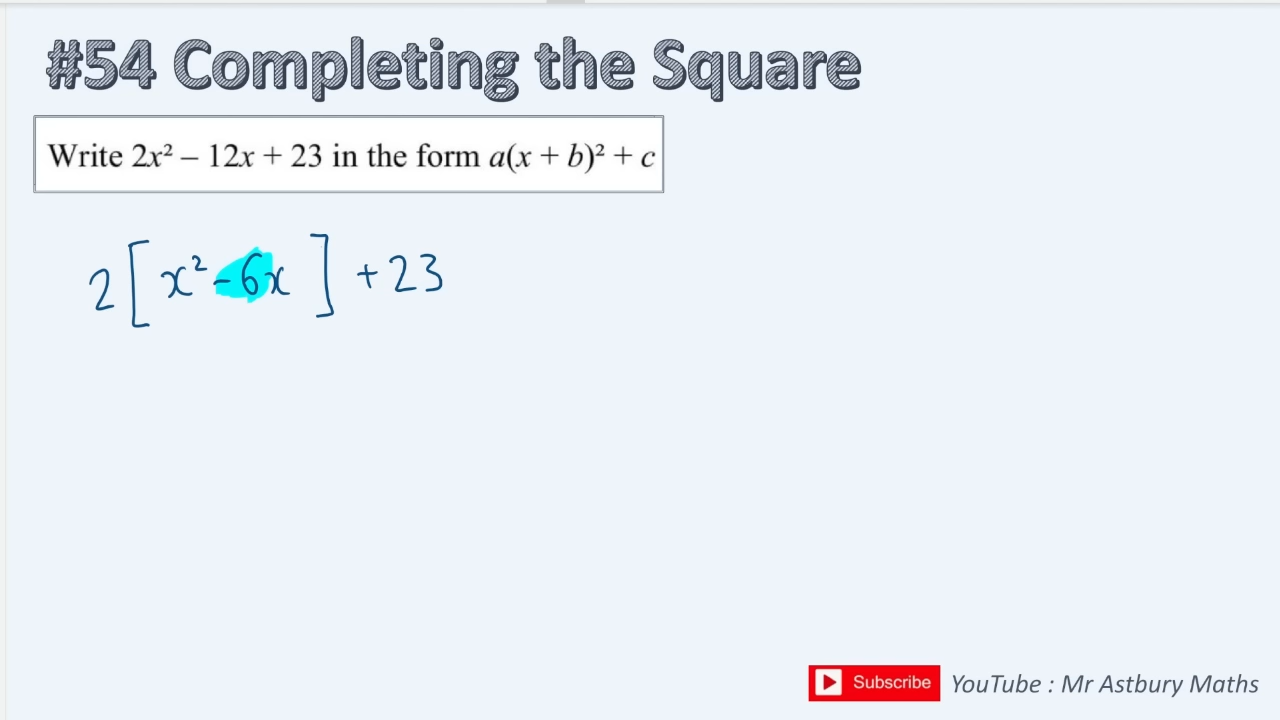 #54 Completing the Square
Write 2x² – 12x + 23 in the form a(x + b)² + c
2[x² -6x ] +23
Subscribe YouTube : Mr Astbury Maths